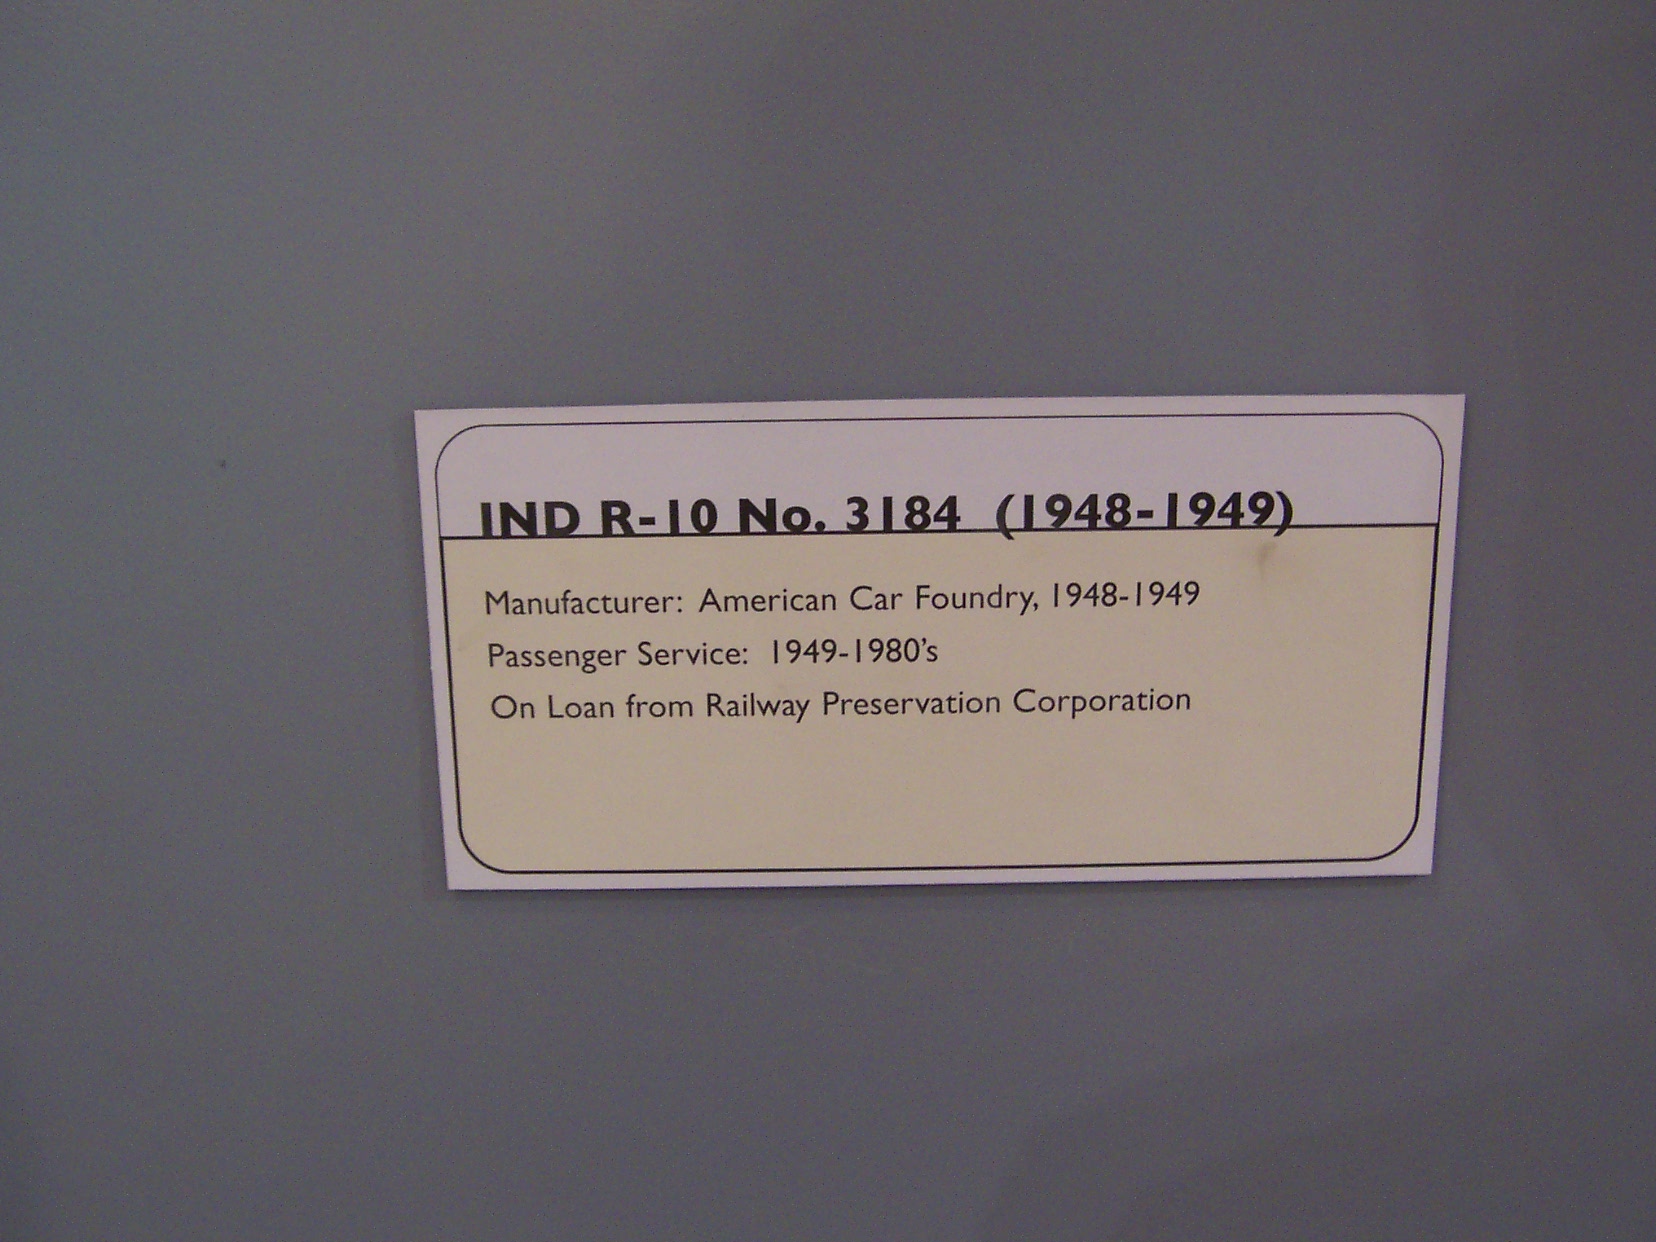 IND R-10 No. 3184 (1948-1949)
Manufacturer: American Car Foundry, 1948-1949
Passenger Service: 1949-1980's
On Loan from Railway Preservation Corporation